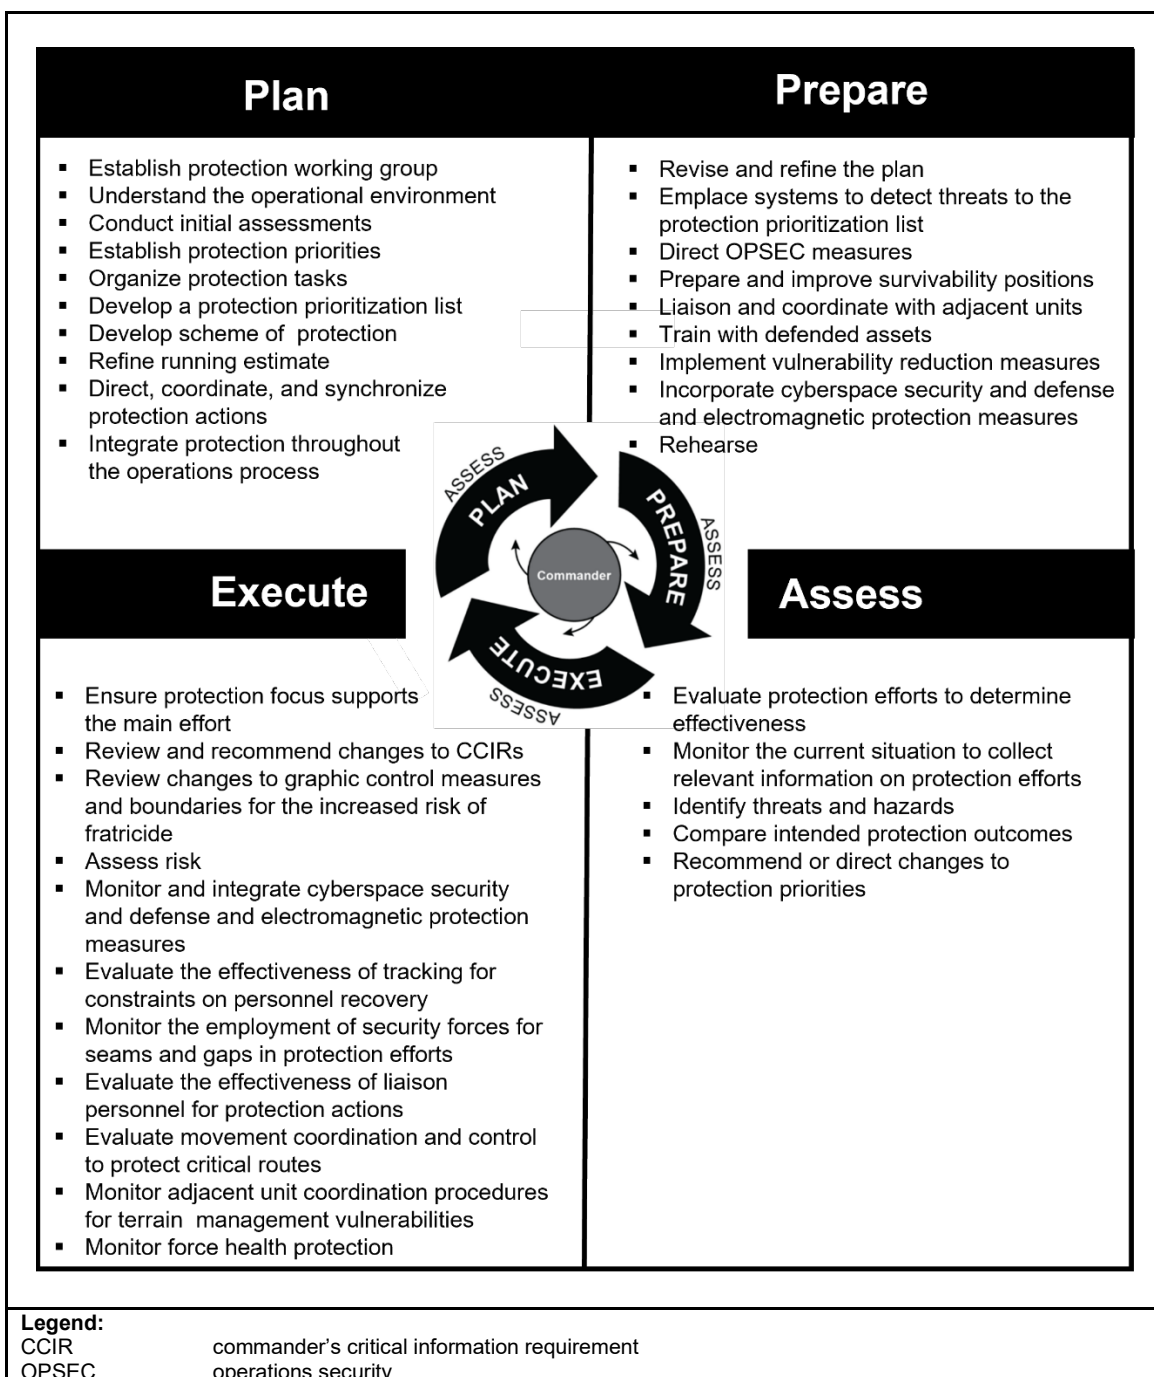 Plan
▪ Establish protection working group
▪ Understand the operational environment
▪ Conduct initial assessments
▪ Establish protection priorities
▪ Organize protection tasks
▪ Develop a protection prioritization list
▪ Develop scheme of  protection
▪ Refine running estimate
▪ Direct, coordinate, and synchronize
protection actions
▪ Integrate protection throughout
the operations process
Prepare
▪ Revise and refine the plan
▪ Emplace systems to detect threats to the
protection prioritization list
▪ Direct OPSEC measures
▪ Prepare and improve survivability positions
▪ Liaison and coordinate with adjacent units
▪ Train with defended assets
▪ Implement vulnerability reduction measures
▪ Incorporate cyberspace security and defense
and electromagnetic protection measures
▪ Rehearse
ASSESS
PLAN
PREPARE
ASSESS
Commander
EXECUTE
ASSESS
Execute
▪ Ensure protection focus supports
the main effort
▪ Review and recommend changes to CCIRs
▪ Review changes to graphic control measures
and boundaries for the increased risk of
fratricide
▪ Assess risk
▪ Monitor and integrate cyberspace security
and defense and electromagnetic protection
measures
▪ Evaluate the effectiveness of tracking for
constraints on personnel recovery
▪ Monitor the employment of security forces for
seams and gaps in protection efforts
▪ Evaluate the effectiveness of liaison
personnel for protection actions
▪ Evaluate movement coordination and control
to protect critical routes
▪ Monitor adjacent unit coordination procedures
for terrain  management vulnerabilities
▪ Monitor force health protection
Assess
▪ Evaluate protection efforts to determine
effectiveness
▪ Monitor the current situation to collect
relevant information on protection efforts
▪ Identify threats and hazards
▪ Compare intended protection outcomes
▪ Recommend or direct changes to
protection priorities
Legend:
CCIR commander's critical information requirement
OPSEC operations security